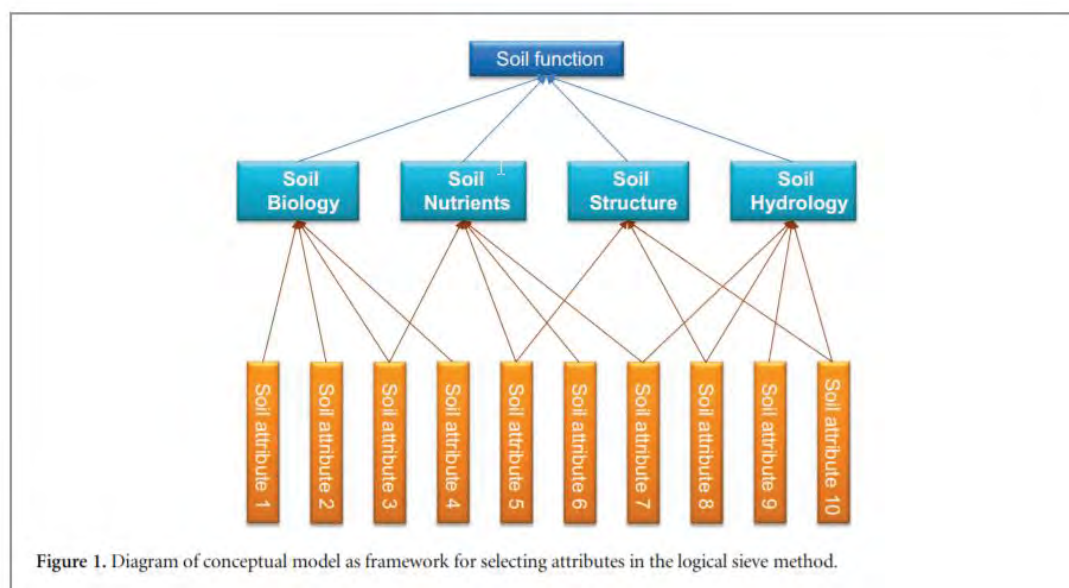 Soil function
Soil
Biology
Soil
Nutrients
Soil
Structure
Soil
Hydrology
Soil attribute 1
Soil attribute 2
Soil attribute 3
Soil attribute 4
Soil attribute 5
Soil attribute 6
Soil attribute 7
Soil attribute 8
Soil attribute 9
Soil attribute 10
Figure 1. Diagram of conceptual model as framework for selecting attributes in the logical sieve method.